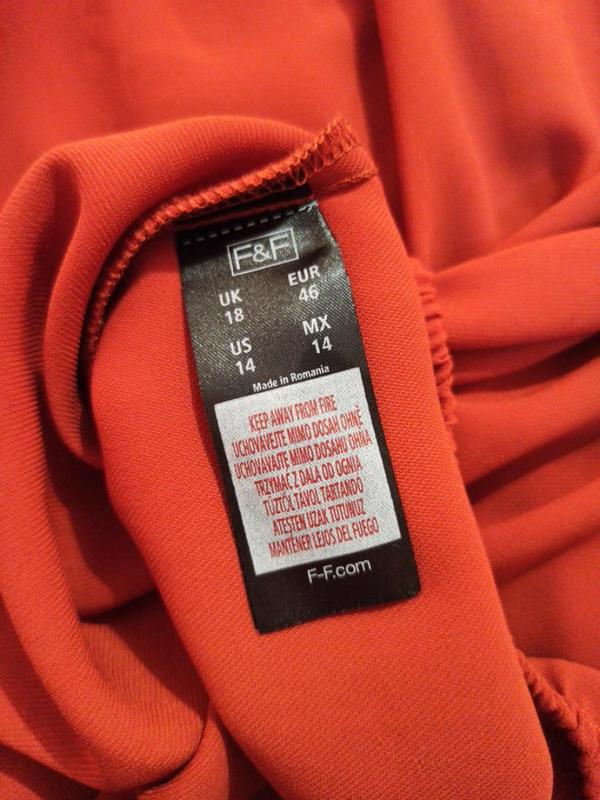 F&F
UK EUR
18 46
US MX
14 14
Made in Romania
KEEP AWAY FROM FIRE
UCHOVÁVEJTE MIMO DOSAH OHNĚ
UCHOVÁVAJTE MIMO DOSAHU OHŇA
TRZYMAĆ Z DALA OD OGNIA
TŰZTŐL TÁVOL TARTANDÓ
ATEŞTEN UZAK TUTUNUZ
MANTENER LEJOS DEL FUEGO
F-F.com